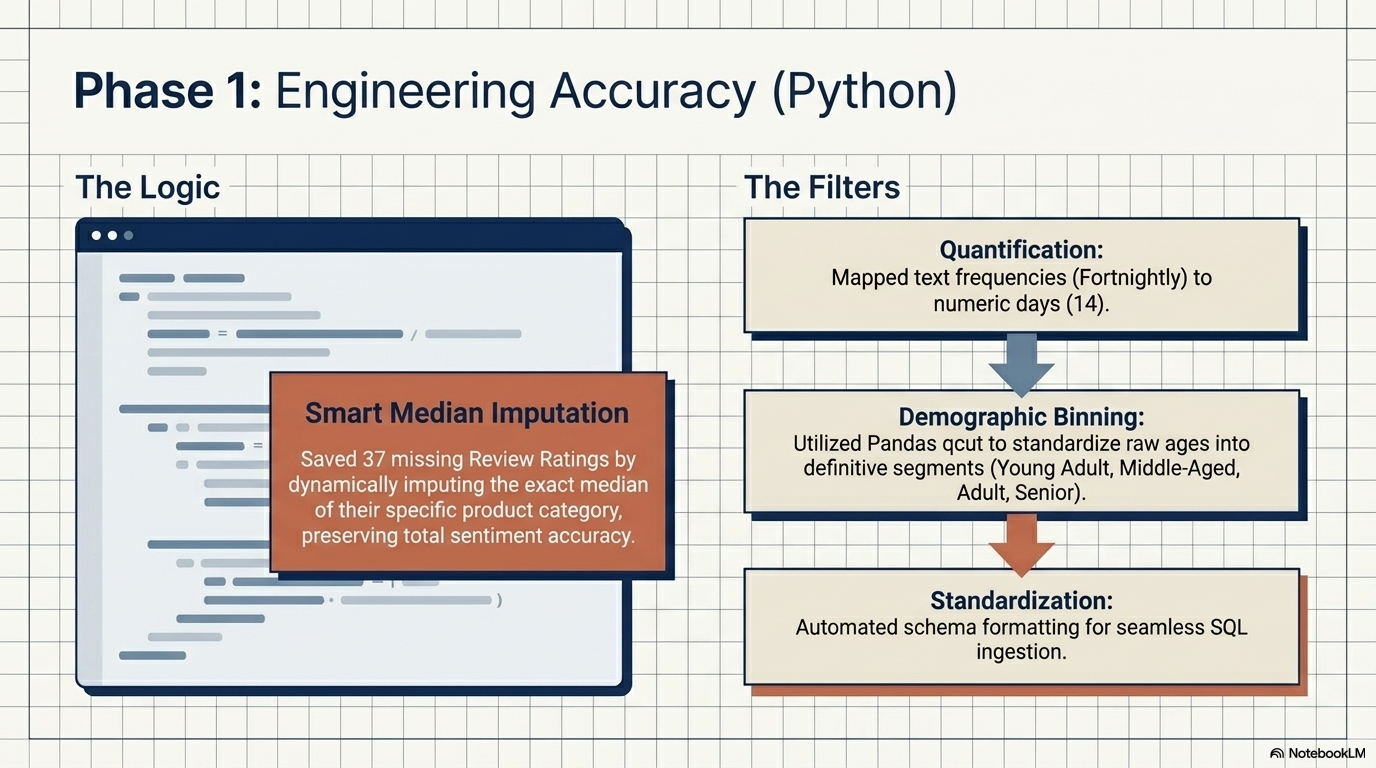 Phase 1: Engineering Accuracy (Python)
The Logic
=
/
=
Smart Median Imputation
Saved 37 missing Review Ratings by
dynamically imputing the exact median
of their specific product category,
preserving total sentiment accuracy.
)
The Filters
Quantification:
Mapped text frequencies (Fortnightly) to
numeric days (14).
Demographic Binning:
Utilized Pandas qcut to standardize raw ages into
definitive segments (Young Adult, Middle-Aged,
Adult, Senior).
Standardization:
Automated schema formatting for seamless SQL
ingestion.
NotebookLM